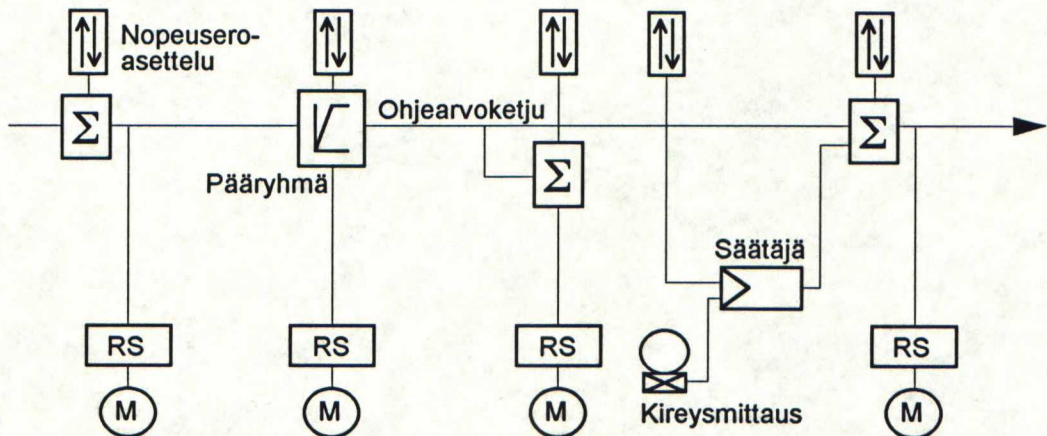 Nopeusero-
asettelu
Σ
Ohjearvoketju
Σ
Pääryhmä
Σ
Säätäjä
RS
RS
RS
RS
M
M
M
Kireysmittaus
M